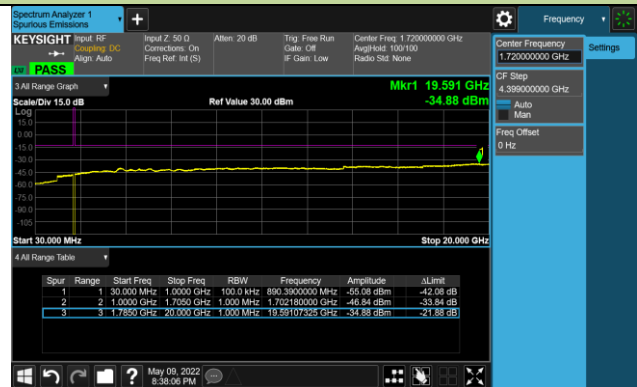 Spectrum Analyzer 1
Spurious Emissions
Frequency
KEYSIGHT Input: RF Input Z: 50 Ω Atten: 20 dB Trig: Free Run Center Freq: 1.720000000 GHz
Coupling: DC Corrections: On Gate: Off Avg|Hold: 100/100
Align: Auto Freq Ref: Int (S) IF Gain: Low Radio Std: None
PASS
Center Frequency
1.720000000 GHz
Settings
CF Step
4.399000000 GHz
Auto
Man
Freq Offset
0 Hz
3 All Range Graph Mkr1 19.591 GHz
Scale/Div 15.0 dB Ref Value 30.00 dBm -34.88 dBm
Log
15.0
0.00
-15.0
-30.0
-45.0
-60.0
-75.0
-90.0
-105
Start 30.000 MHz Stop 20.000 GHz
4 All Range Table
Spur Range Start Freq Stop Freq RBW Frequency Amplitude ΔLimit
1 1 30.000 MHz 1.0000 GHz 100.0 kHz 890.3900000 MHz -55.08 dBm -42.08 dB
2 2 1.0000 GHz 1.7050 GHz 1.000 MHz 1.702180000 GHz -46.84 dBm -33.84 dB
3 3 1.7850 GHz 20.000 GHz 1.000 MHz 19.59107325 GHz -34.88 dBm -21.88 dB
May 09, 2022
8:38:06 PM